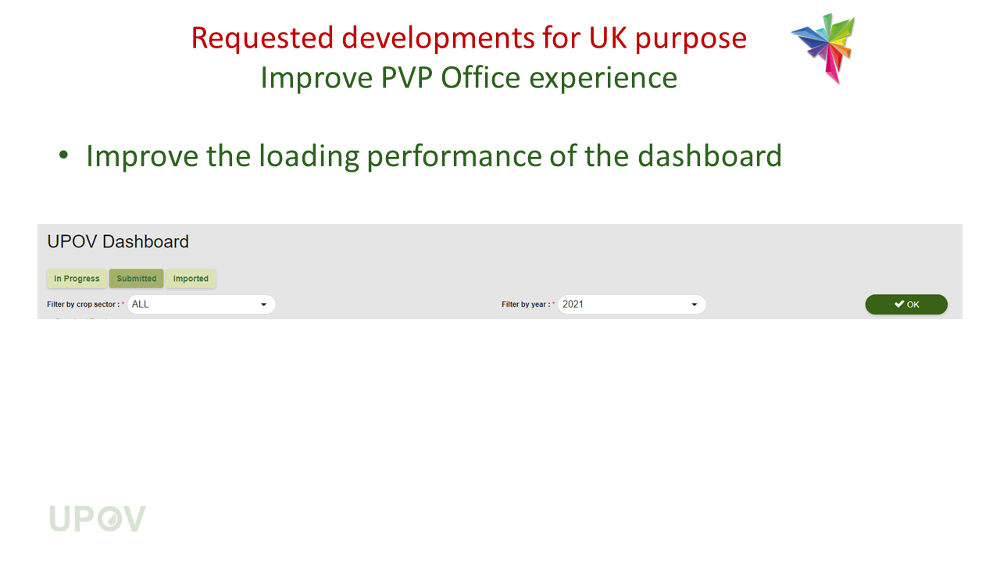 Requested developments for UK purpose
Improve PVP Office experience
• Improve the loading performance of the dashboard
UPOV Dashboard
In Progress Submitted Imported
Filter by crop sector : * ALL Filter by year : * 2021 OK
UPOV